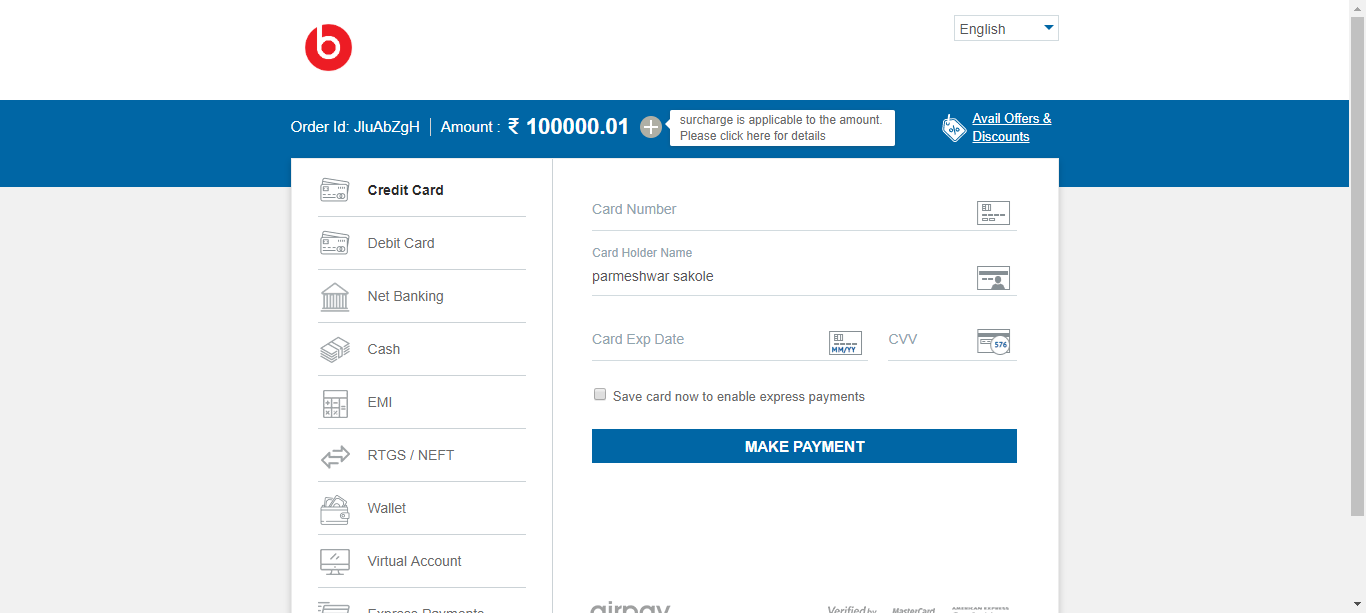 b
English
Order Id: JluAbZgH
Amount : ₹ 100000.01
surcharge is applicable to the amount.
Please click here for details
Avail Offers &
Discounts
Credit Card
Debit Card
Net Banking
Cash
EMI
RTGS / NEFT
Wallet
Virtual Account
Express Payments
Card Number
Card Holder Name
parmeshwar sakole
Card Exp Date
MM/YY
CVV
576
Save card now to enable express payments
MAKE PAYMENT
airpay
Verified by
MasterCard
AMERICAN EXPRESS